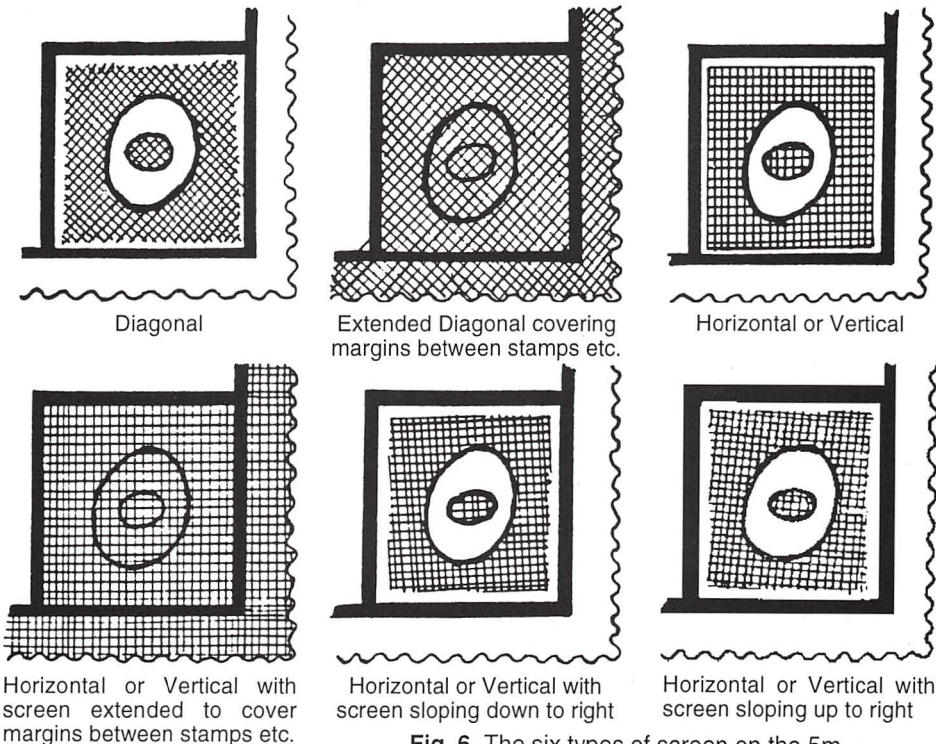 Diagonal
Extended Diagonal covering
margins between stamps etc.
Horizontal or Vertical
Horizontal or Vertical with
screen extended to cover
margins between stamps etc.
Horizontal or Vertical with
screen sloping down to right
Horizontal or Vertical with
screen sloping up to right
Fig. 6 The six types of screen on the 5m